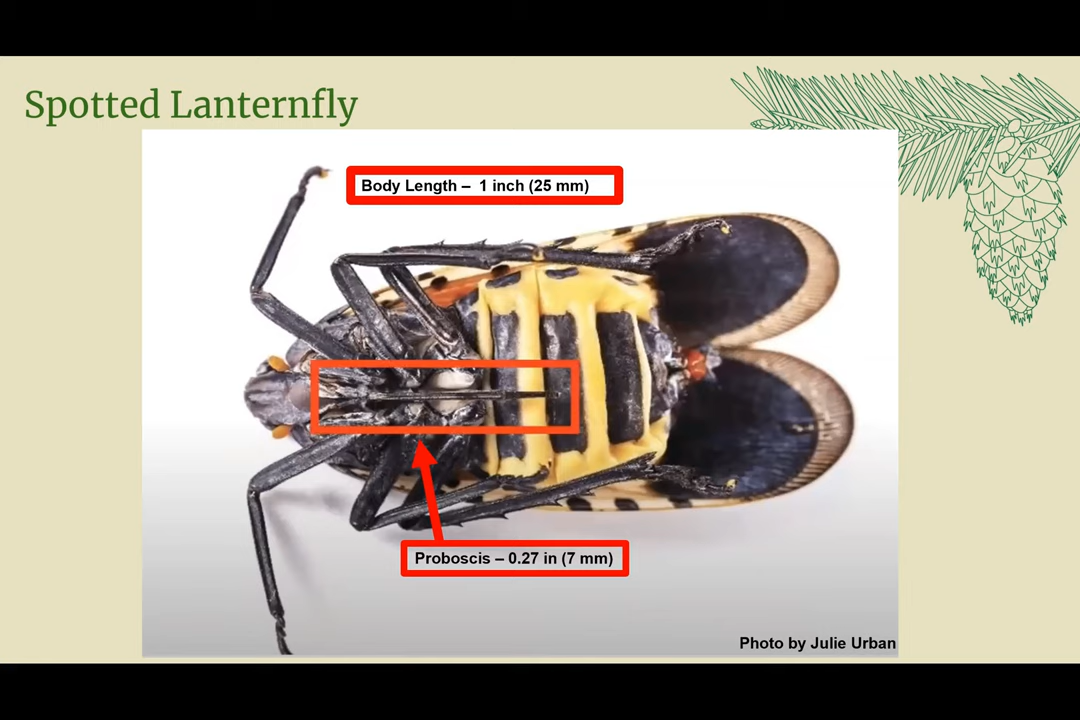 Spotted Lanternfly
Body Length – 1 inch (25 mm)
Proboscis – 0.27 in (7 mm)
Photo by Julie Urban